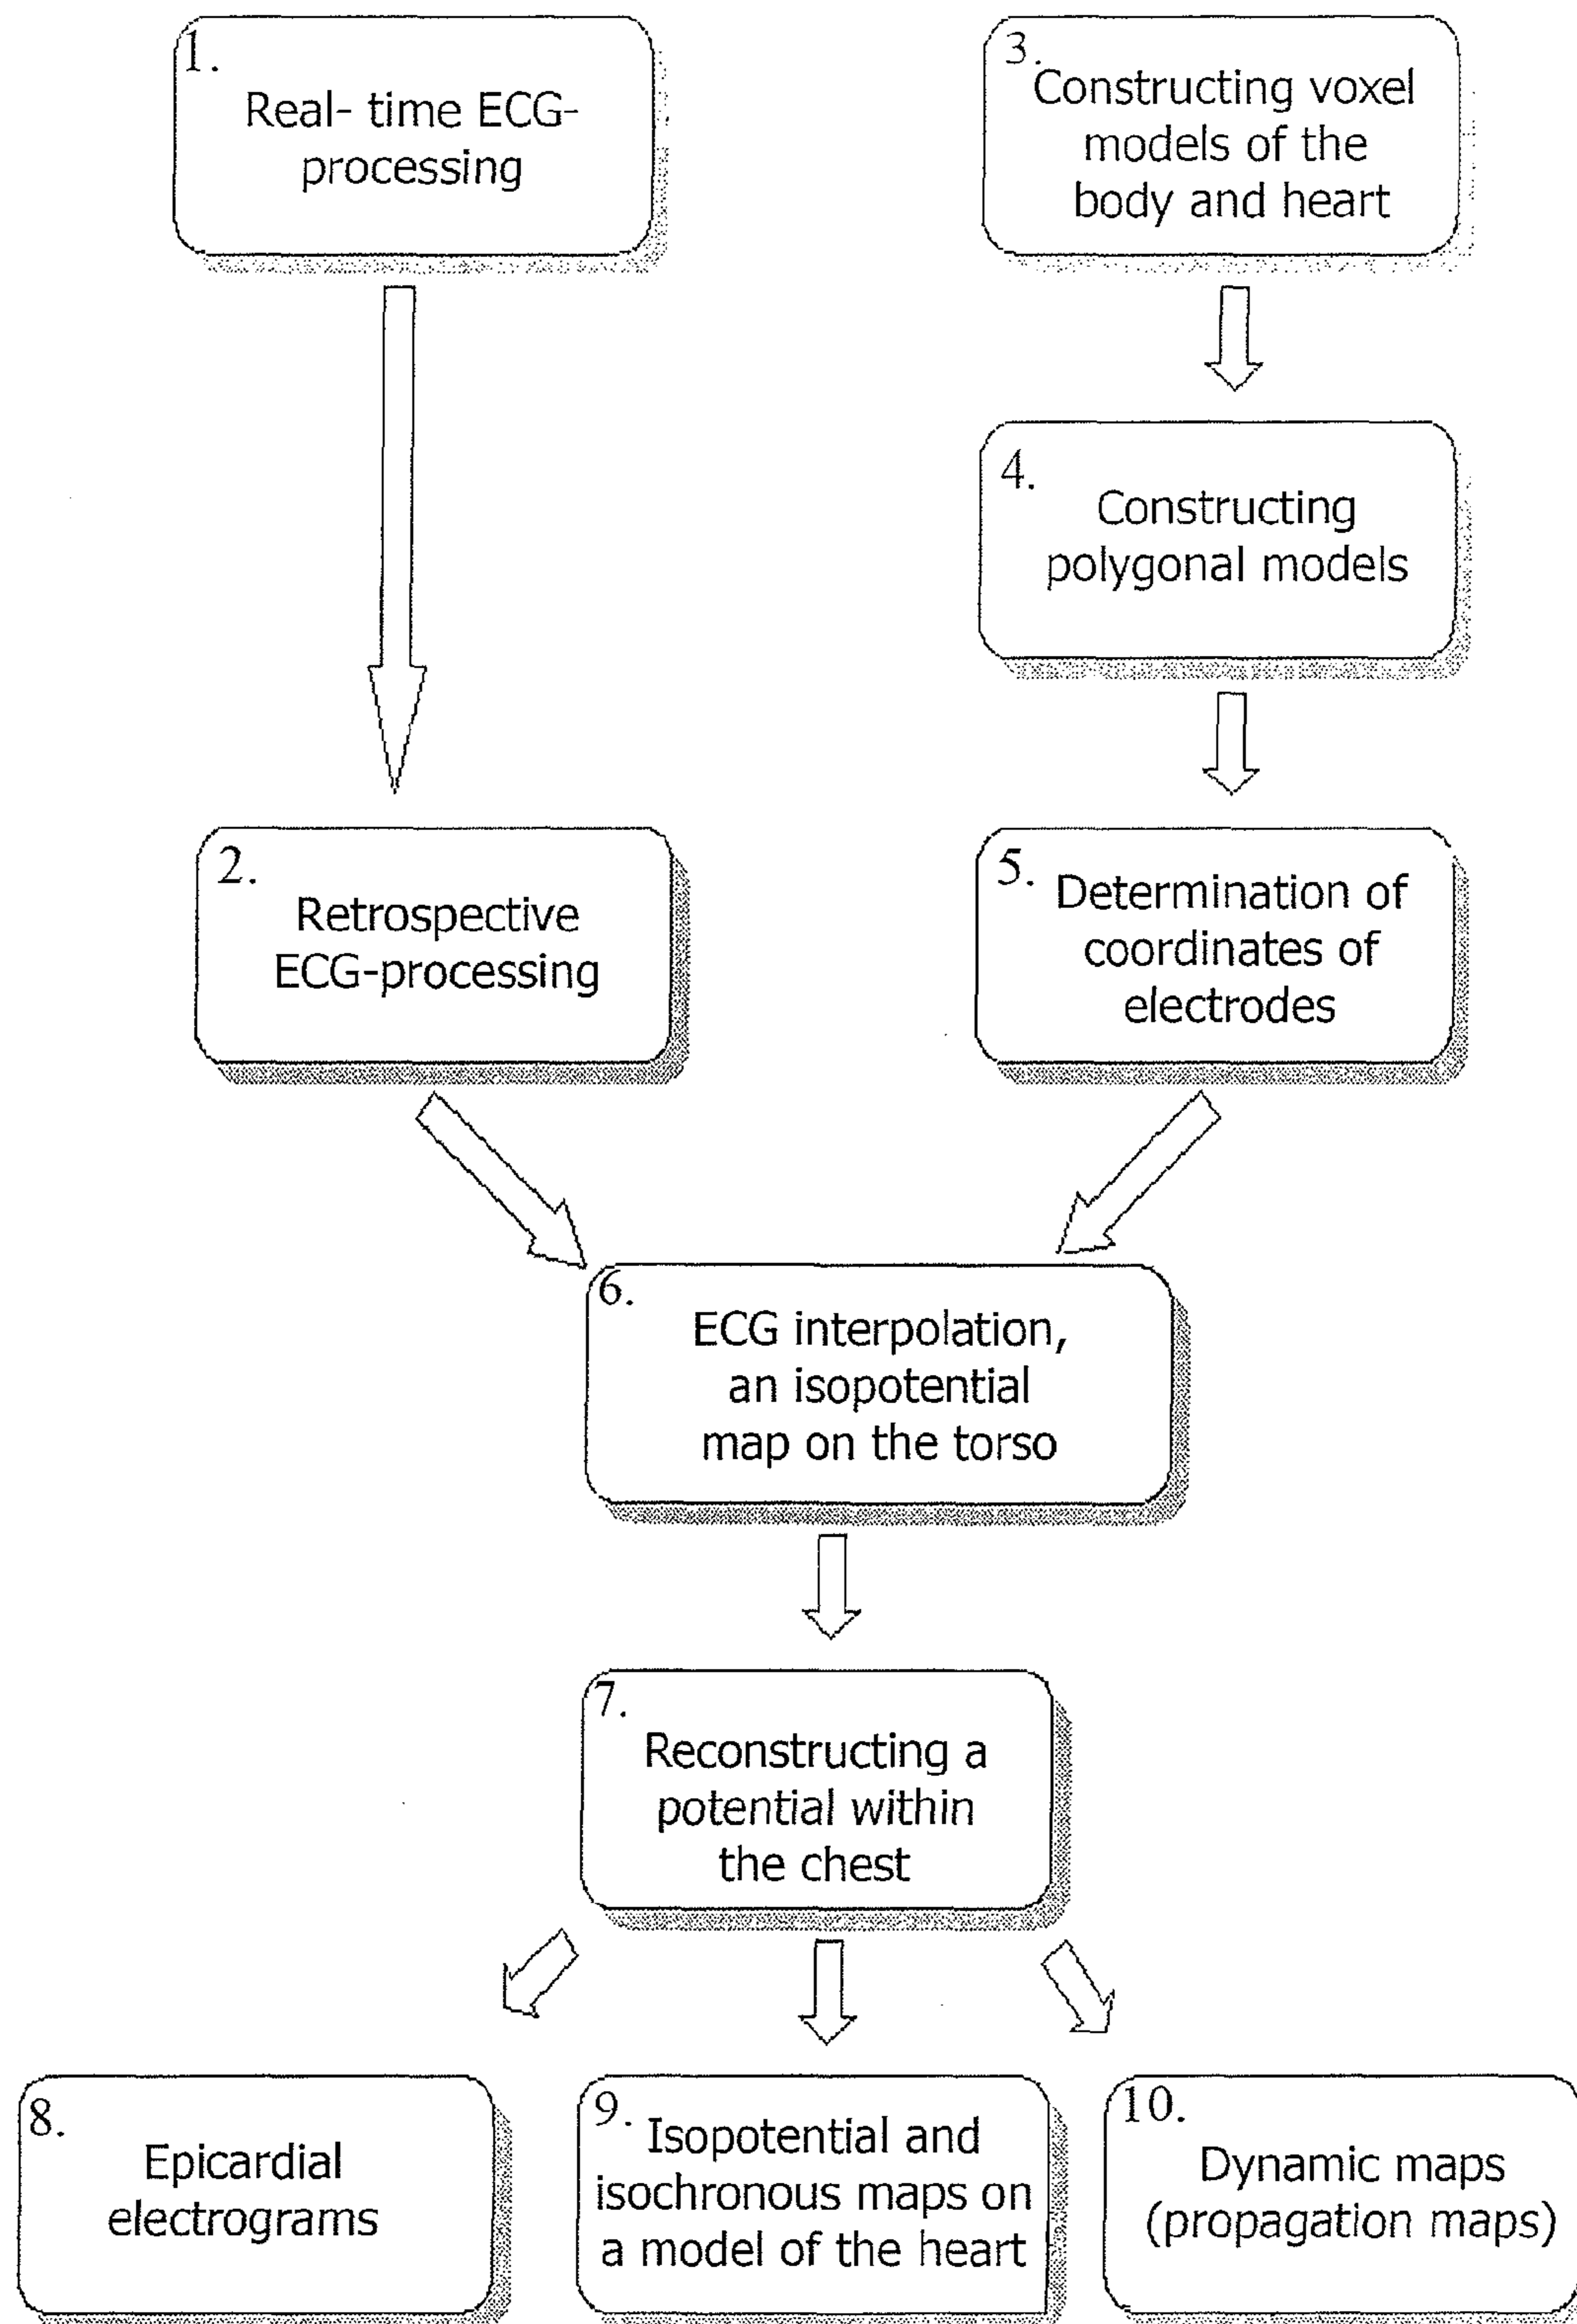 1.
Real- time ECG-
processing
3.
Constructing voxel
models of the
body and heart
4.
Constructing
polygonal models
2.
Retrospective
ECG-processing
5.
Determination of
coordinates of
electrodes
6.
ECG interpolation,
an isopotential
map on the torso
7.
Reconstructing a
potential within
the chest
8.
Epicardial
electrograms
9.
Isopotential and
isochronous maps on
a model of the heart
10.
Dynamic maps
(propagation maps)